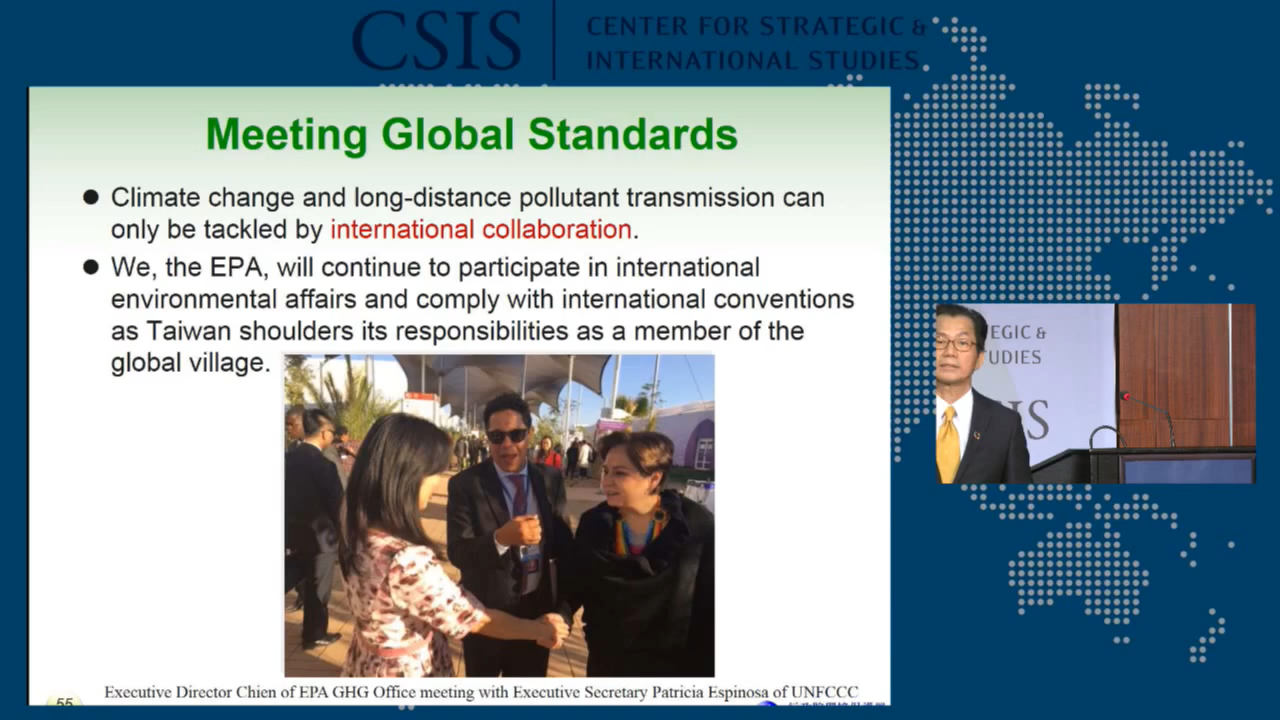 CSIS
CENTER FOR STRATEGIC &
INTERNATIONAL STUDIES
Meeting Global Standards
Climate change and long-distance pollutant transmission can
only be tackled by international collaboration.
We, the EPA, will continue to participate in international
environmental affairs and comply with international conventions
as Taiwan shoulders its responsibilities as a member of the
global village.
Executive Director Chien of EPA GHG Office meeting with Executive Secretary Patricia Espinosa of UNFCCC
55
EGIC &
UDIES
SIS